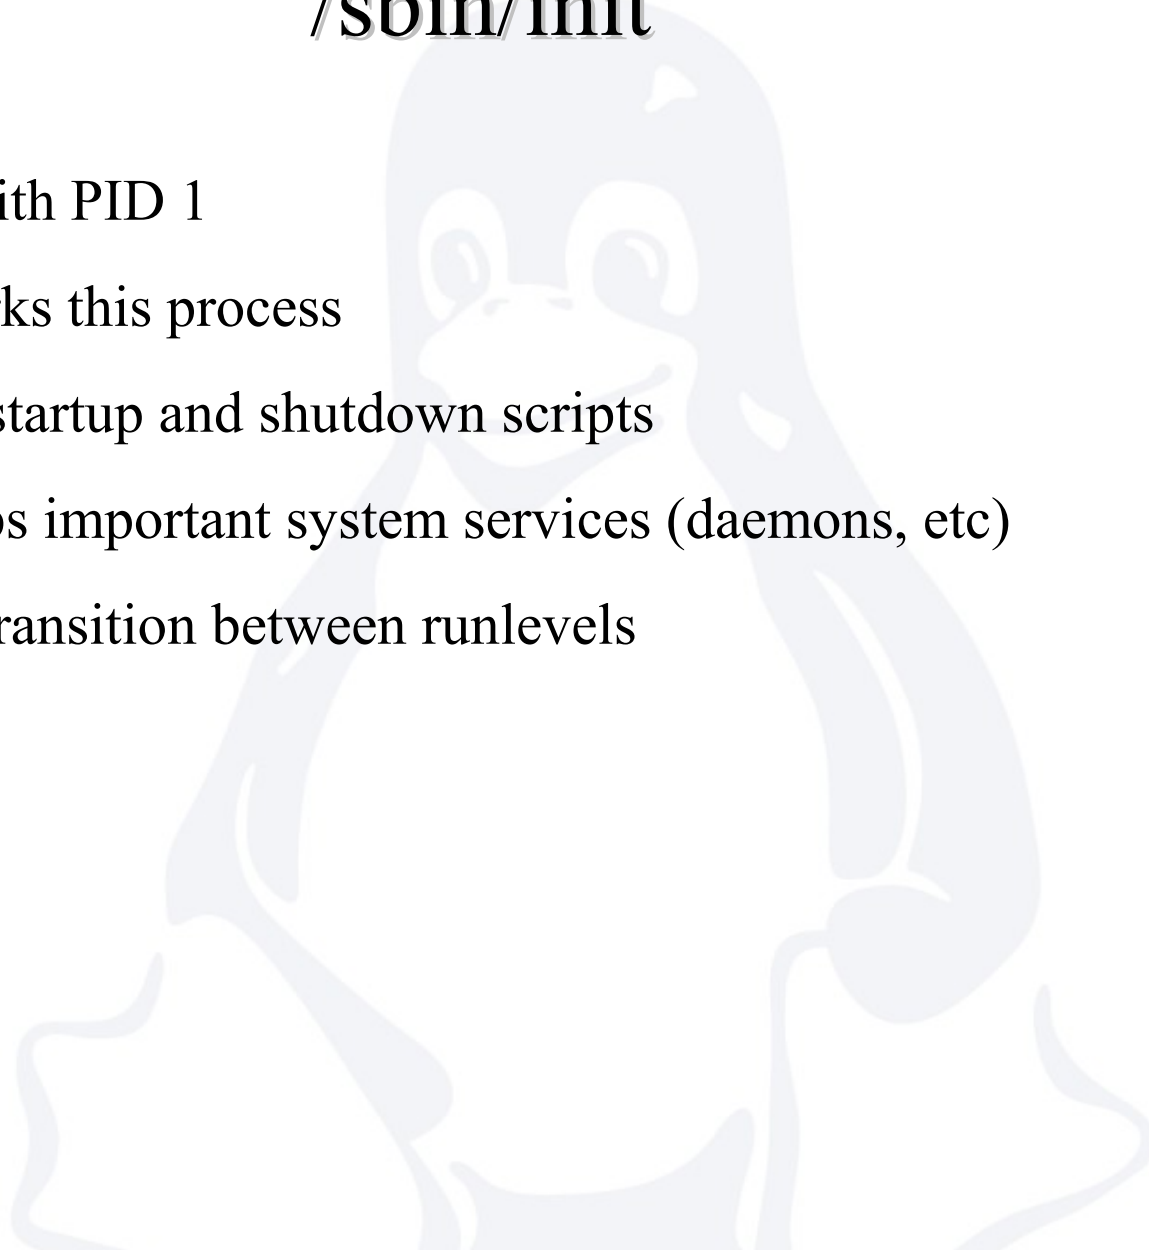 /sbin/init
ith PID 1
ks this process
startup and shutdown scripts
s important system services (daemons, etc)
ransition between runlevels